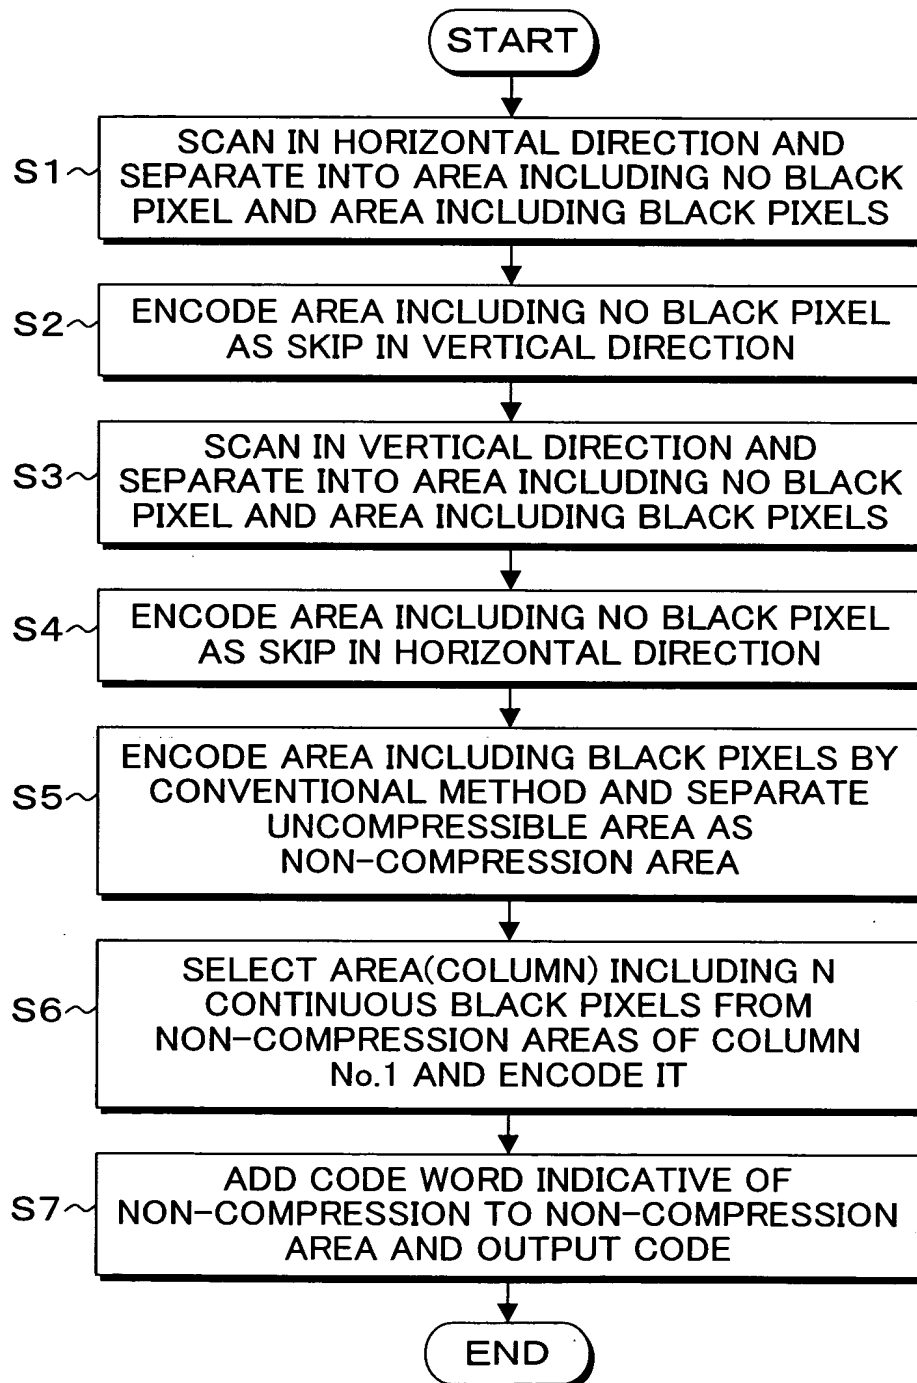 START
S1
SCAN IN HORIZONTAL DIRECTION AND
SEPARATE INTO AREA INCLUDING NO BLACK
PIXEL AND AREA INCLUDING BLACK PIXELS
S2
ENCODE AREA INCLUDING NO BLACK PIXEL
AS SKIP IN VERTICAL DIRECTION
S3
SCAN IN VERTICAL DIRECTION AND
SEPARATE INTO AREA INCLUDING NO BLACK
PIXEL AND AREA INCLUDING BLACK PIXELS
S4
ENCODE AREA INCLUDING NO BLACK PIXEL
AS SKIP IN HORIZONTAL DIRECTION
S5
ENCODE AREA INCLUDING BLACK PIXELS BY
CONVENTIONAL METHOD AND SEPARATE
UNCOMPRESSIBLE AREA AS
NON-COMPRESSION AREA
S6
SELECT AREA(COLUMN) INCLUDING N
CONTINUOUS BLACK PIXELS FROM
NON-COMPRESSION AREAS OF COLUMN
No.1 AND ENCODE IT
S7
ADD CODE WORD INDICATIVE OF
NON-COMPRESSION TO NON-COMPRESSION
AREA AND OUTPUT CODE
END